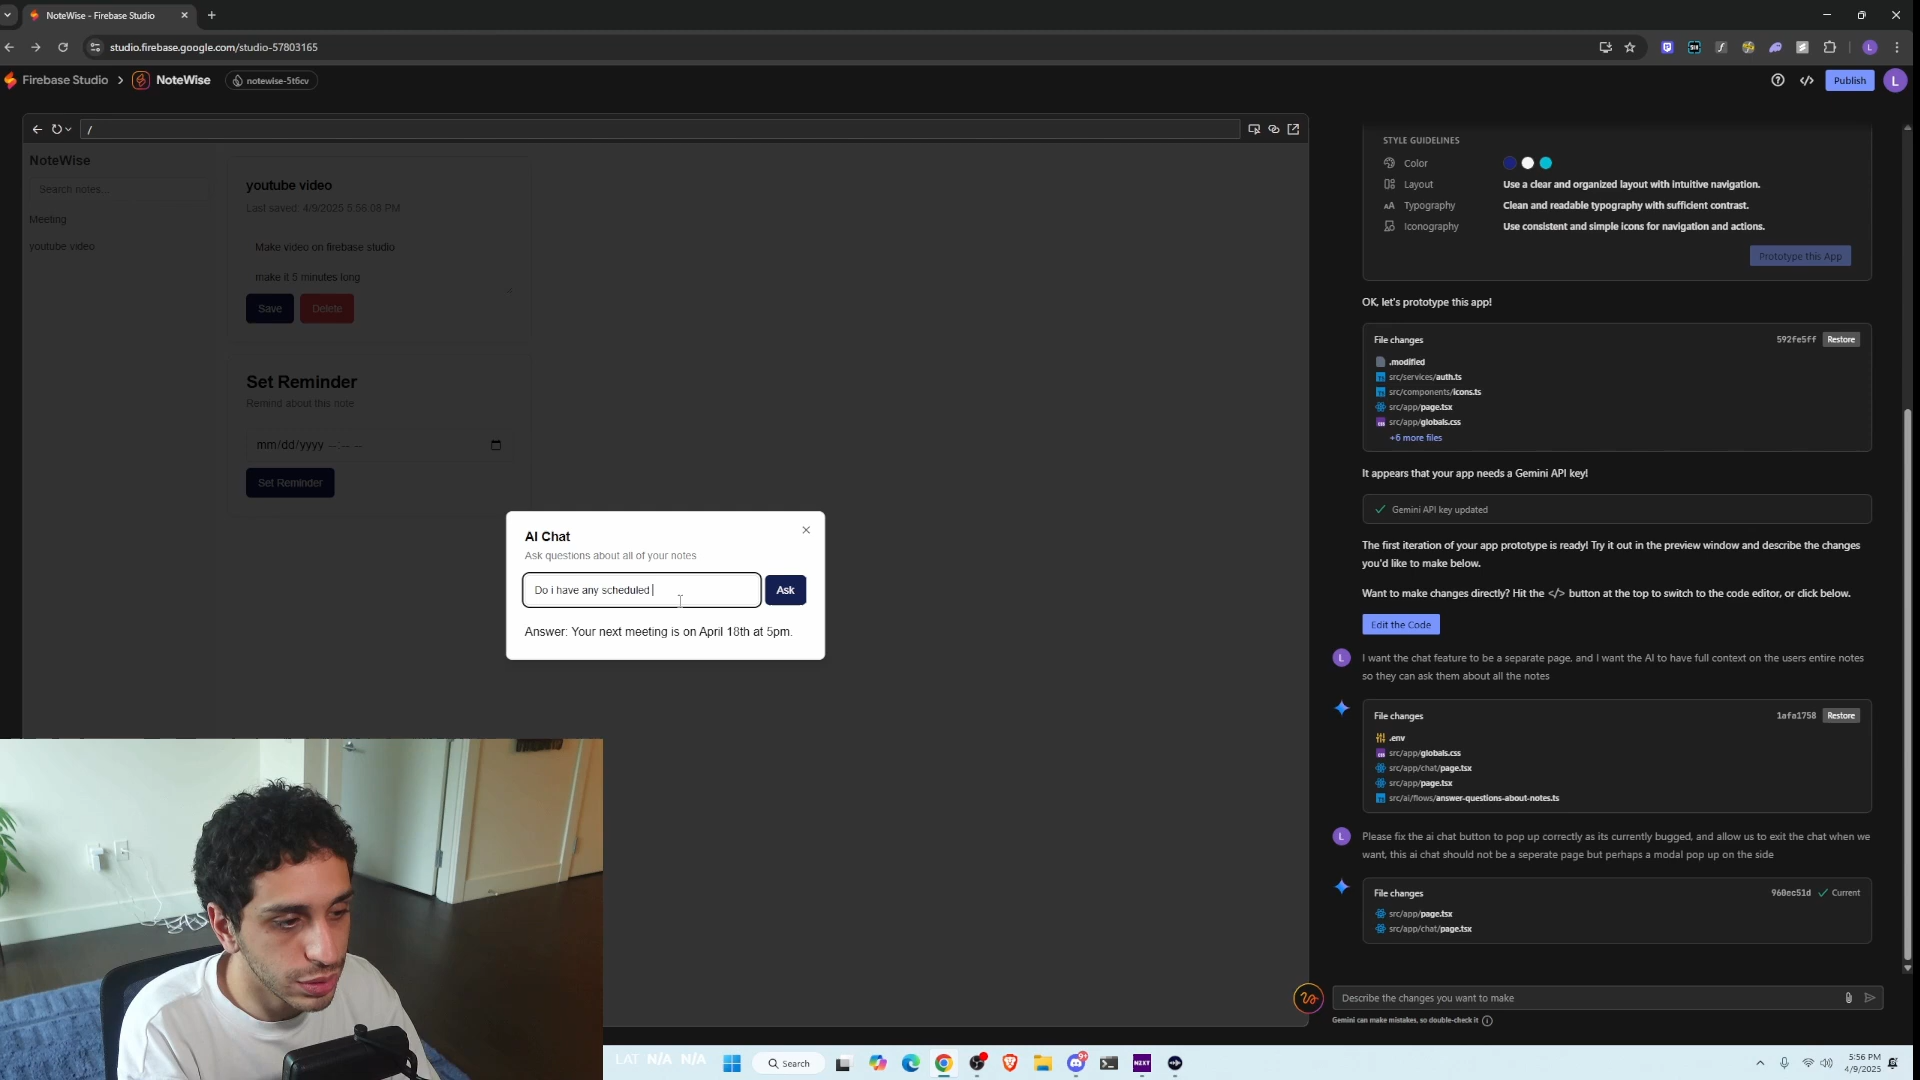 NoteWise - Firebase Studio
studio.firebase.google.com/studio-57803165
Firebase Studio
NoteWise
notewise-5t6cv
Publish
L
/
NoteWise
Search notes...
Meeting
youtube video
youtube video
Last saved: 4/9/2025 5:56:08 PM
Make video on firebase studio
make it 5 minutes long
Save
Delete
Set Reminder
Remind about this note
mm/dd/yyyy --:-- --
Set Reminder
AI Chat
Ask questions about all of your notes
Do i have any scheduled
Ask
Answer: Your next meeting is on April 18th at 5pm.
STYLE GUIDELINES
Color
Layout
Use a clear and organized layout with intuitive navigation.
Typography
Clean and readable typography with sufficient contrast.
Iconography
Use consistent and simple icons for navigation and actions.
Prototype this App
OK, let's prototype this app!
File changes
592fe5ff
Restore
.modified
src/services/auth.ts
src/components/icons.ts
src/app/page.tsx
src/app/globals.css
+6 more files
It appears that your app needs a Gemini API key!
Gemini API key updated
The first iteration of your app prototype is ready! Try it out in the preview window and describe the changes
you'd like to make below.
Want to make changes directly? Hit the </> button at the top to switch to the code editor, or click below.
Edit the Code
L
I want the chat feature to be a separate page, and I want the AI to have full context on the users entire notes
so they can ask them about all the notes
File changes
1afa1758
Restore
.env
src/app/globals.css
src/app/chat/page.tsx
src/app/page.tsx
src/ai/flows/answer-questions-about-notes.ts
L
Please fix the ai chat button to pop up correctly as its currently bugged, and allow us to exit the chat when we
want, this ai chat should not be a seperate page but perhaps a modal pop up on the side
File changes
960ec51d
Current
src/app/page.tsx
src/app/chat/page.tsx
Describe the changes you want to make
Gemini can make mistakes, so double-check it
LAT N/A N/A
Search
NEXT
5:56 PM
4/9/2025